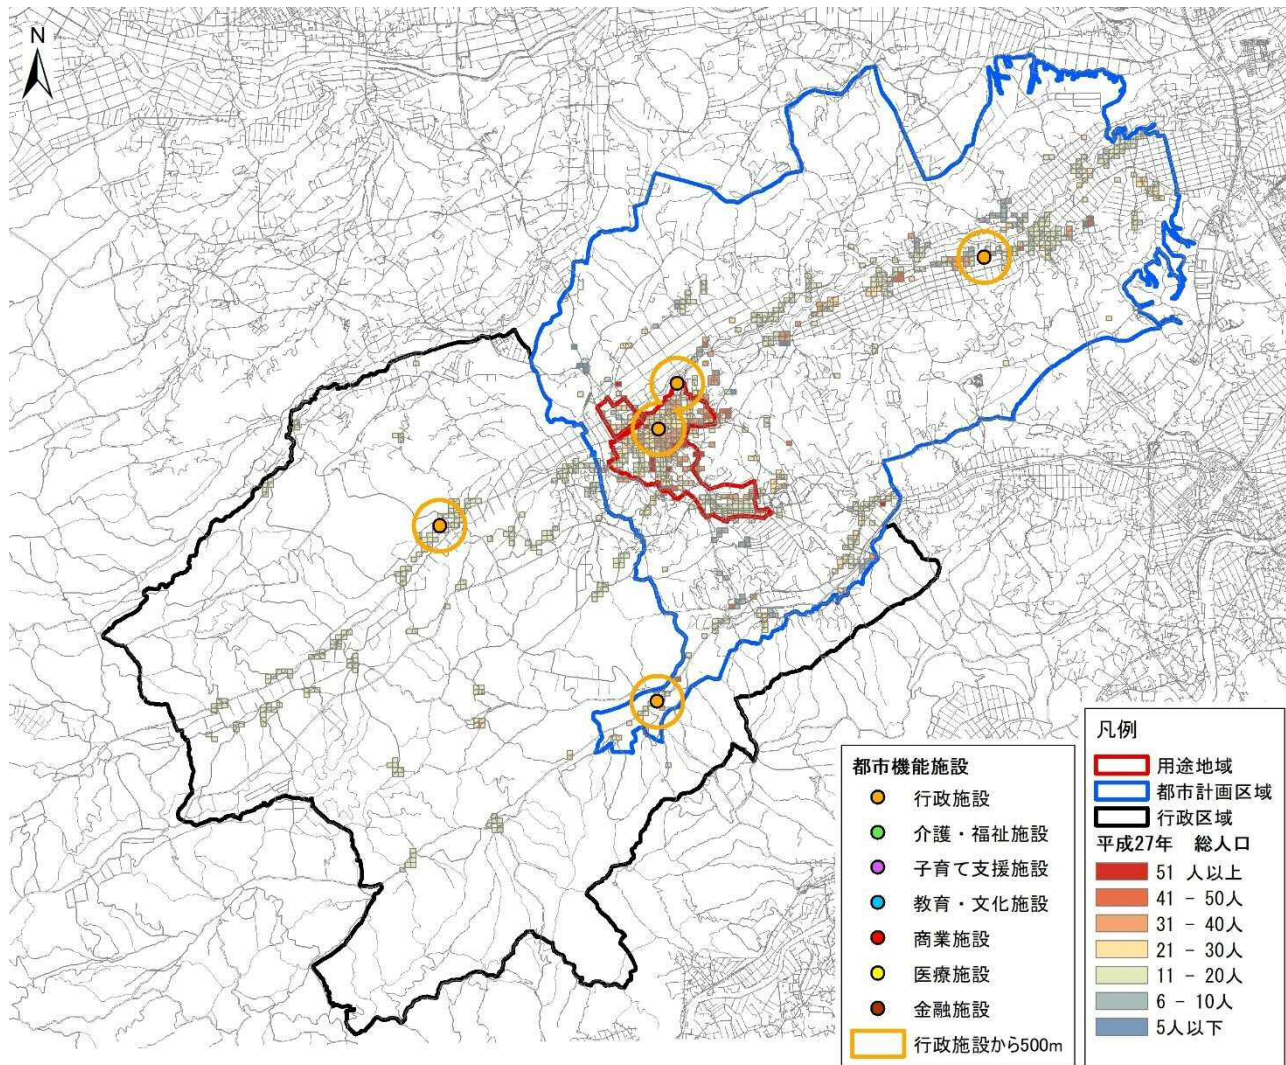 N
都市機能施設
行政施設
介護・福祉施設
子育て支援施設
教育・文化施設
商業施設
医療施設
金融施設
行政施設から500m
凡例
用途地域
都市計画区域
行政区域
平成27年 総人口
51 人以上
41 - 50人
31 - 40人
21 - 30人
11 - 20人
6 - 10人
5人以下